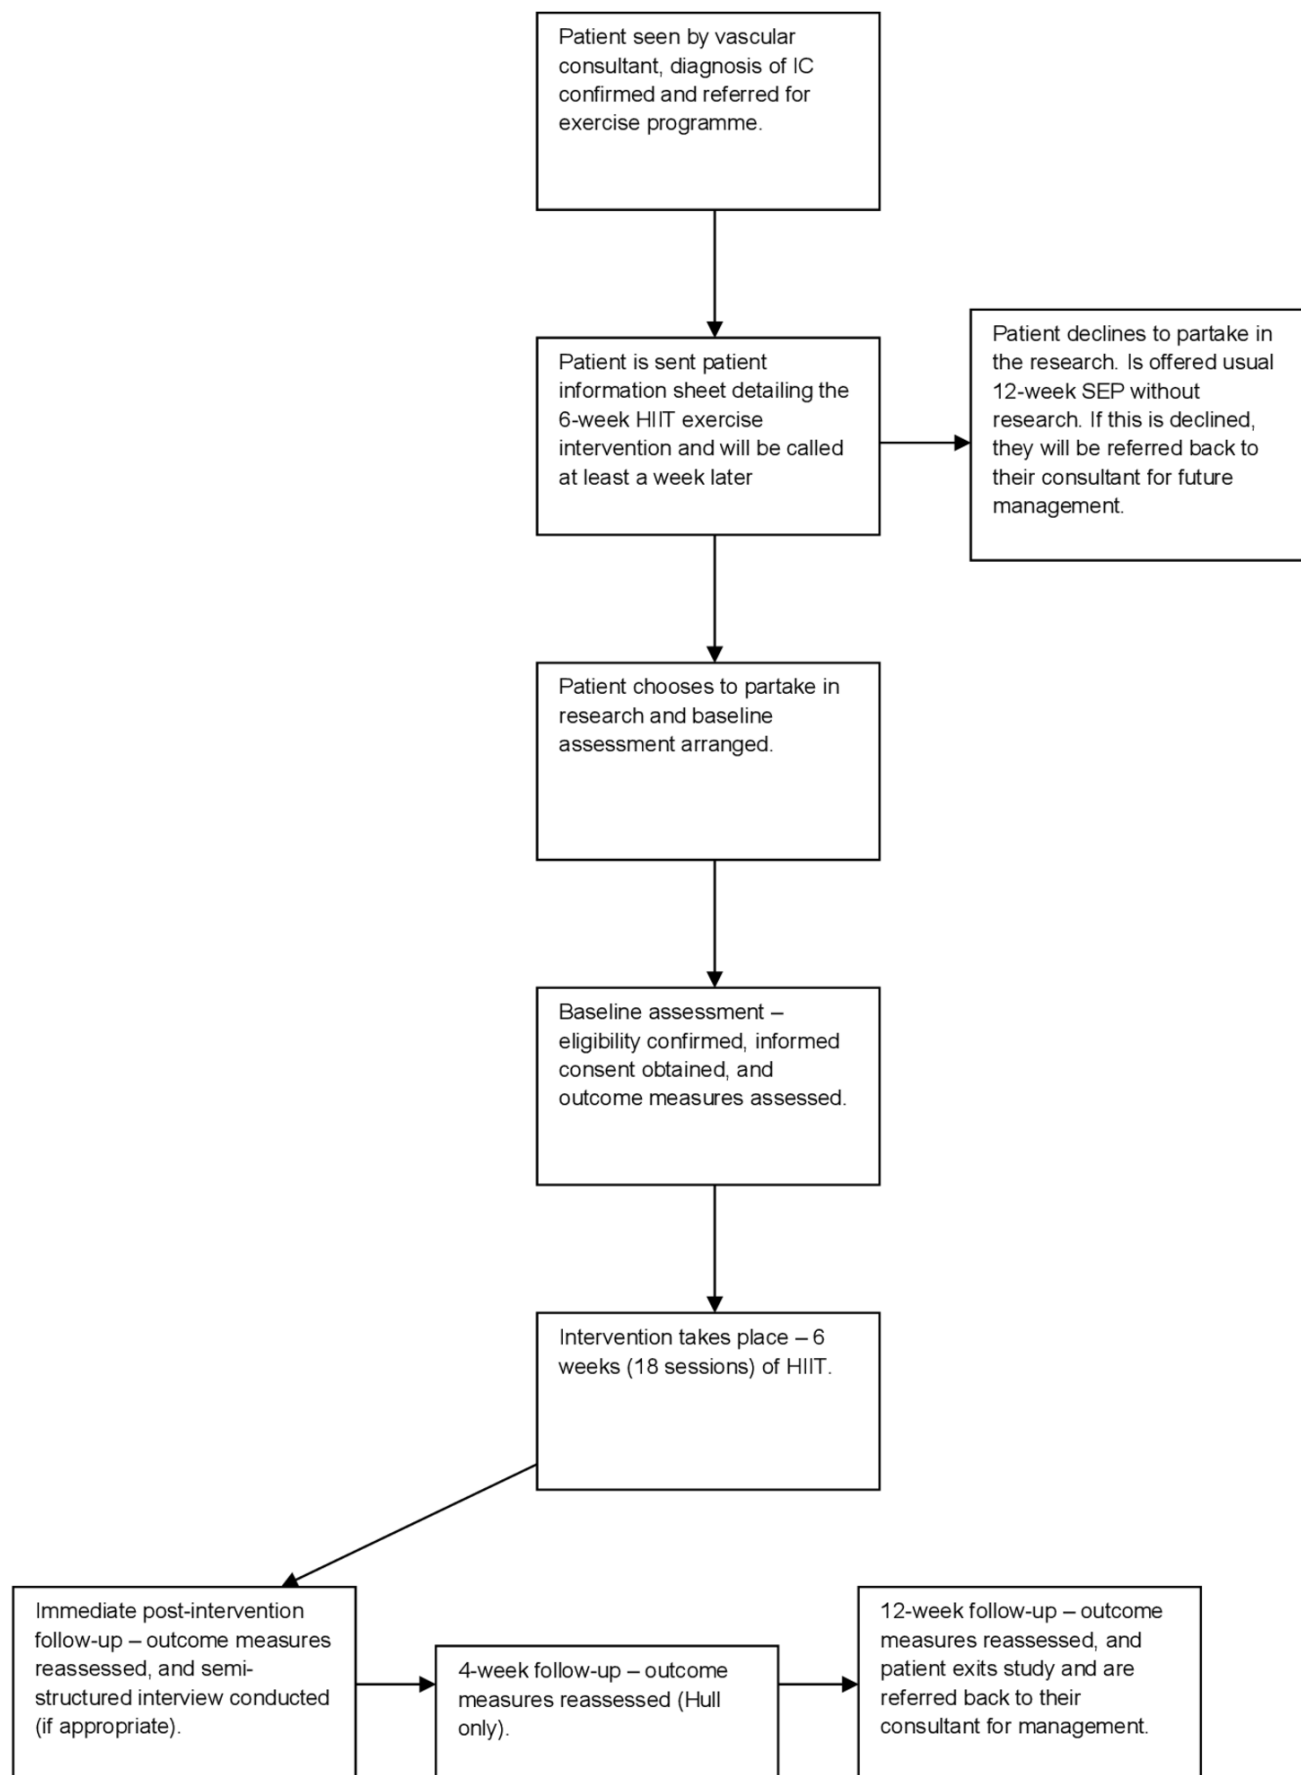 Patient seen by vascular
consultant, diagnosis of IC
confirmed and referred for
exercise programme.
Patient is sent patient
information sheet detailing the
6-week HIIT exercise
intervention and will be called
at least a week later
Patient declines to partake in
the research. Is offered usual
12-week SEP without
research. If this is declined,
they will be referred back to
their consultant for future
management.
Patient chooses to partake in
research and baseline
assessment arranged.
Baseline assessment –
eligibility confirmed, informed
consent obtained, and
outcome measures assessed.
Intervention takes place – 6
weeks (18 sessions) of HIIT.
Immediate post-intervention
follow-up – outcome measures
reassessed, and semi-
structured interview conducted
(if appropriate).
4-week follow-up – outcome
measures reassessed (Hull
only).
12-week follow-up – outcome
measures reassessed, and
patient exits study and are
referred back to their
consultant for management.